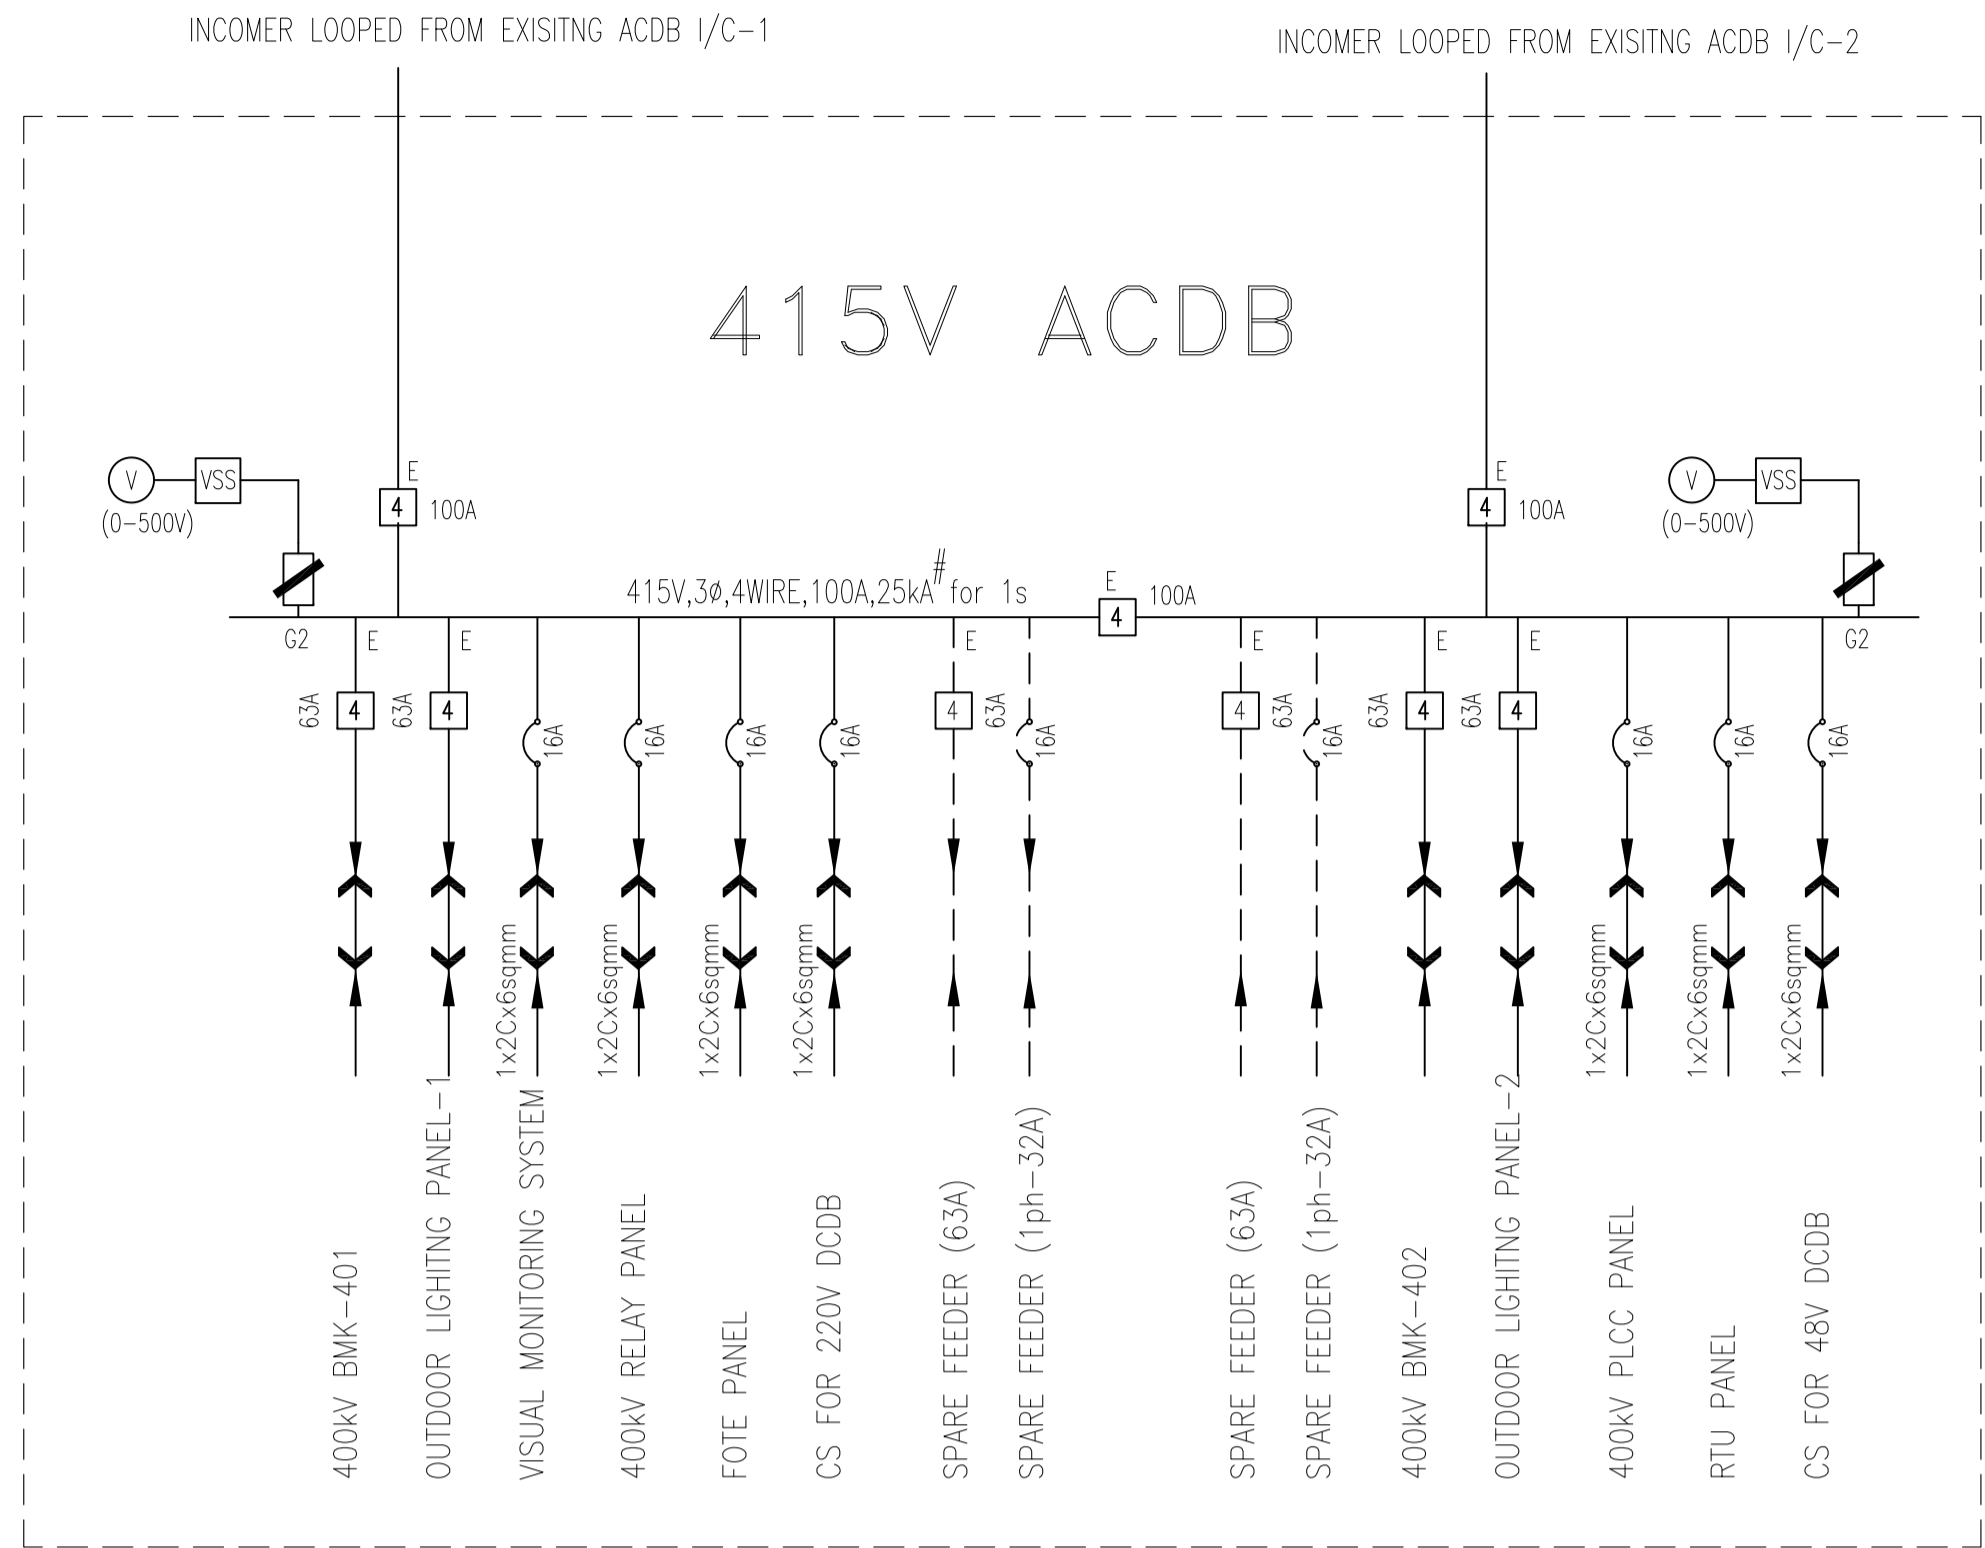 INCOMER LOOPED FROM EXISITNG ACDB I/C-1
INCOMER LOOPED FROM EXISITNG ACDB I/C-2
415V ACDB
V
VSS
(0-500V)
E
4
100A
E
4
100A
V
VSS
(0-500V)
415V,3ø,4WIRE,100A,25kA# for 1s
E
4
100A
G2
G2
E
63A
4
E
63A
4
16A
16A
16A
16A
E
4
63A
16A
E
4
63A
16A
E
63A
4
E
63A
4
16A
16A
16A
1x2Cx6sqmm
1x2Cx6sqmm
1x2Cx6sqmm
1x2Cx6sqmm
1x2Cx6sqmm
1x2Cx6sqmm
1x2Cx6sqmm
400kV BMK-401
OUTDOOR LIGHITNG PANEL-1
VISUAL MONITORING SYSTEM
400kV RELAY PANEL
FOTE PANEL
CS FOR 220V DCDB
SPARE FEEDER (63A)
SPARE FEEDER (1ph-32A)
SPARE FEEDER (63A)
SPARE FEEDER (1ph-32A)
400kV BMK-402
OUTDOOR LIGHITNG PANEL-2
400kV PLCC PANEL
RTU PANEL
CS FOR 48V DCDB